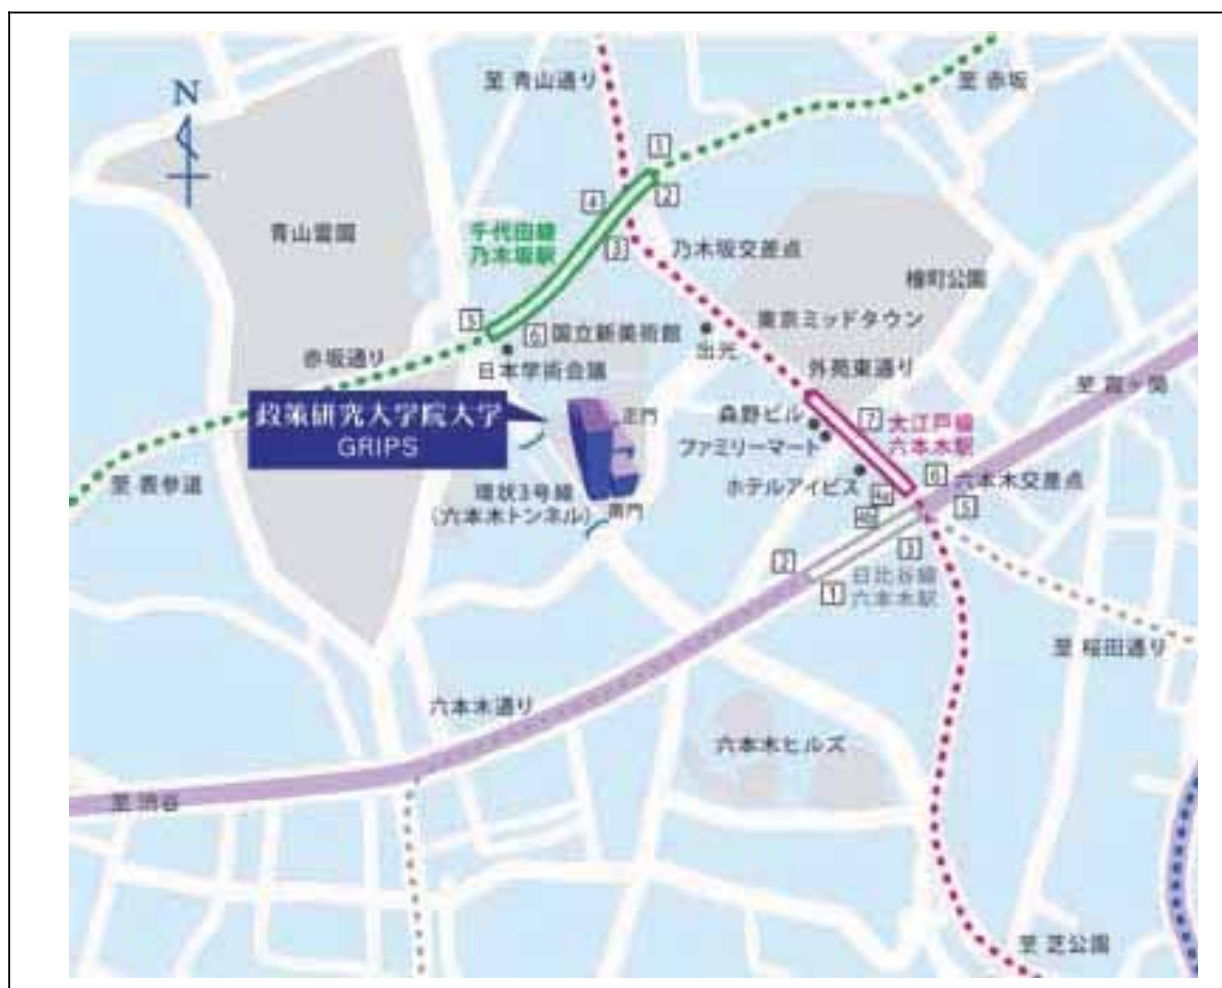 N
至 青山通り
至 赤坂
1
4
2
青山霊園
千代田線
乃木坂駅
3
乃木坂交差点
檜町公園
5
6
国立新美術館
東京ミッドタウン
出光
赤坂通り
日本学術会議
外苑東通り
至 霞ヶ関
政策研究大学院大学
GRIPS
正門
森野ビル
7
大江戸線
六本木駅
ファミリーマート
至 表参道
環状3号線
(六本木トンネル)
南門
ホテルアイビス
4a
6
六本木交差点
4b
5
2
3
1
日比谷線
六本木駅
至 桜田通り
六本木通り
六本木ヒルズ
至 渋谷
至 芝公園